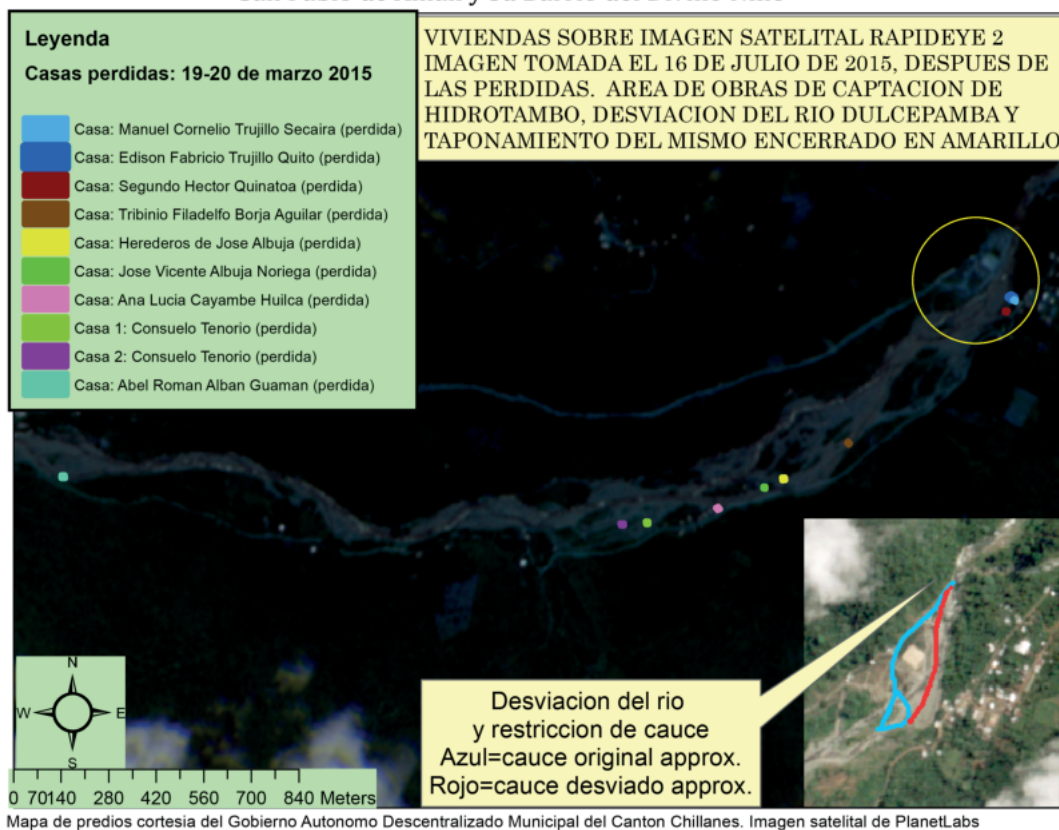 Leyenda
Casas perdidas: 19-20 de marzo 2015
Casa: Manuel Cornelio Trujillo Secaira (perdida)
Casa: Edison Fabricio Trujillo Quito (perdida)
Casa: Segundo Hector Quinatoa (perdida)
Casa: Tribinio Filadelfo Borja Aguilar (perdida)
Casa: Herederos de Jose Albuja (perdida)
Casa: Jose Vicente Albuja Noriega (perdida)
Casa: Ana Lucia Cayambe Huilca (perdida)
Casa 1: Consuelo Tenorio (perdida)
Casa 2: Consuelo Tenorio (perdida)
Casa: Abel Roman Alban Guaman (perdida)
VIVIENDAS SOBRE IMAGEN SATELITAL RAPIDEYE 2
IMAGEN TOMADA EL 16 DE JULIO DE 2015, DESPUES DE
LAS PERDIDAS. AREA DE OBRAS DE CAPTACION DE
HIDROTAMBO, DESVIACION DEL RIO DULCEPAMBA Y
TAPONAMIENTO DEL MISMO ENCERRADO EN AMARILLO
Desviacion del rio
y restriccion de cauce
Azul=cauce original approx.
Rojo=cauce desviado approx.
N
W E
S
0 70140 280 420 560 700 840 Meters
Mapa de predios cortesia del Gobierno Autonomo Descentralizado Municipal del Canton Chillanes. Imagen satelital de PlanetLabs